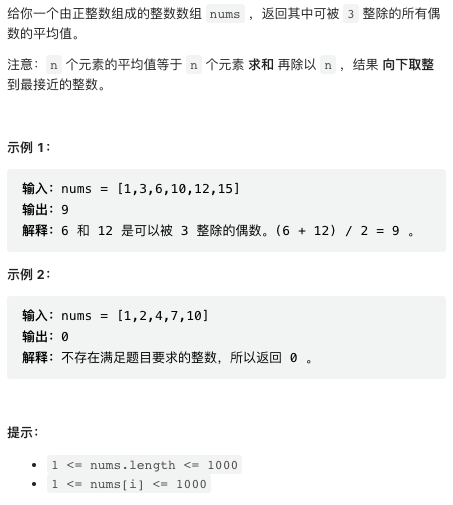 给你一个由正整数组成的整数数组 nums ，返回其中可被 3 整除的所有偶
数的平均值。
注意：n 个元素的平均值等于 n 个元素 求和 再除以 n ，结果 向下取整
到最接近的整数。
示例 1：
输入：nums = [1,3,6,10,12,15]
输出：9
解释：6 和 12 是可以被 3 整除的偶数。(6 + 12) / 2 = 9 。
示例 2：
输入：nums = [1,2,4,7,10]
输出：0
解释：不存在满足题目要求的整数，所以返回 0 。
提示：
• 1 <= nums.length <= 1000
• 1 <= nums[i] <= 1000